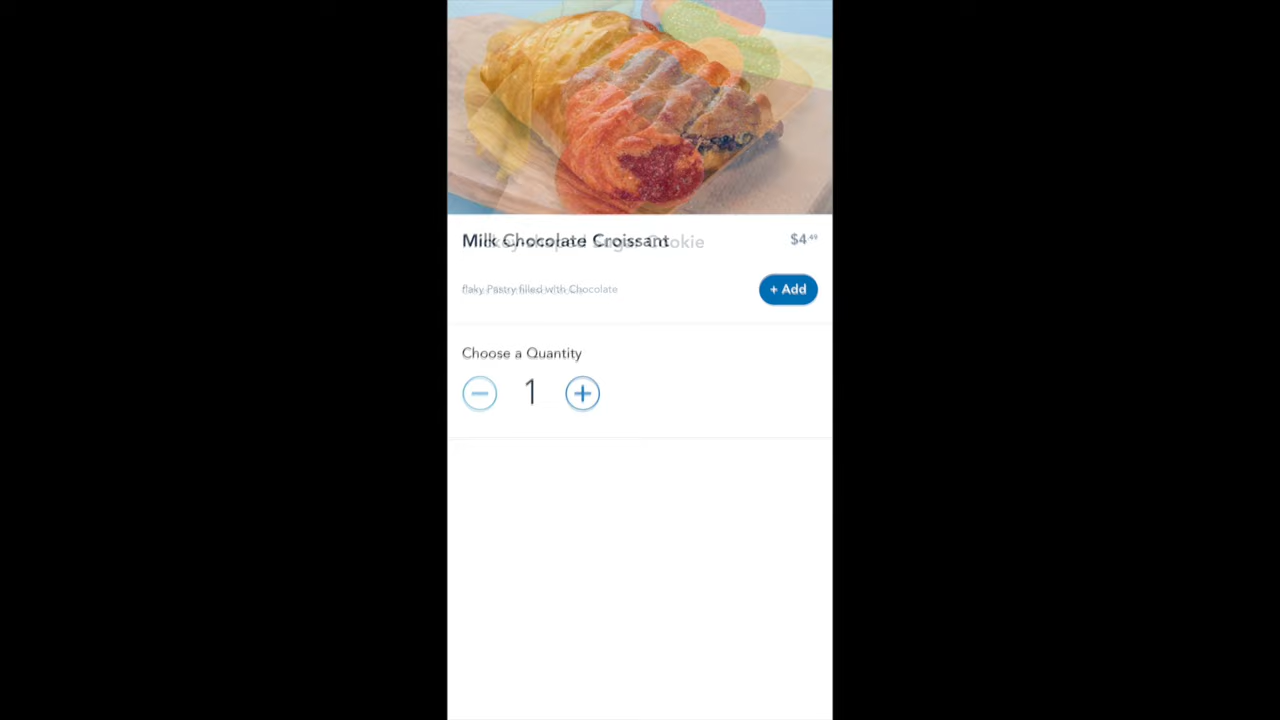 Milk Chocolate Croissant
$4.49
flaky Pastry filled with Chocolate
+ Add
Choose a Quantity
1